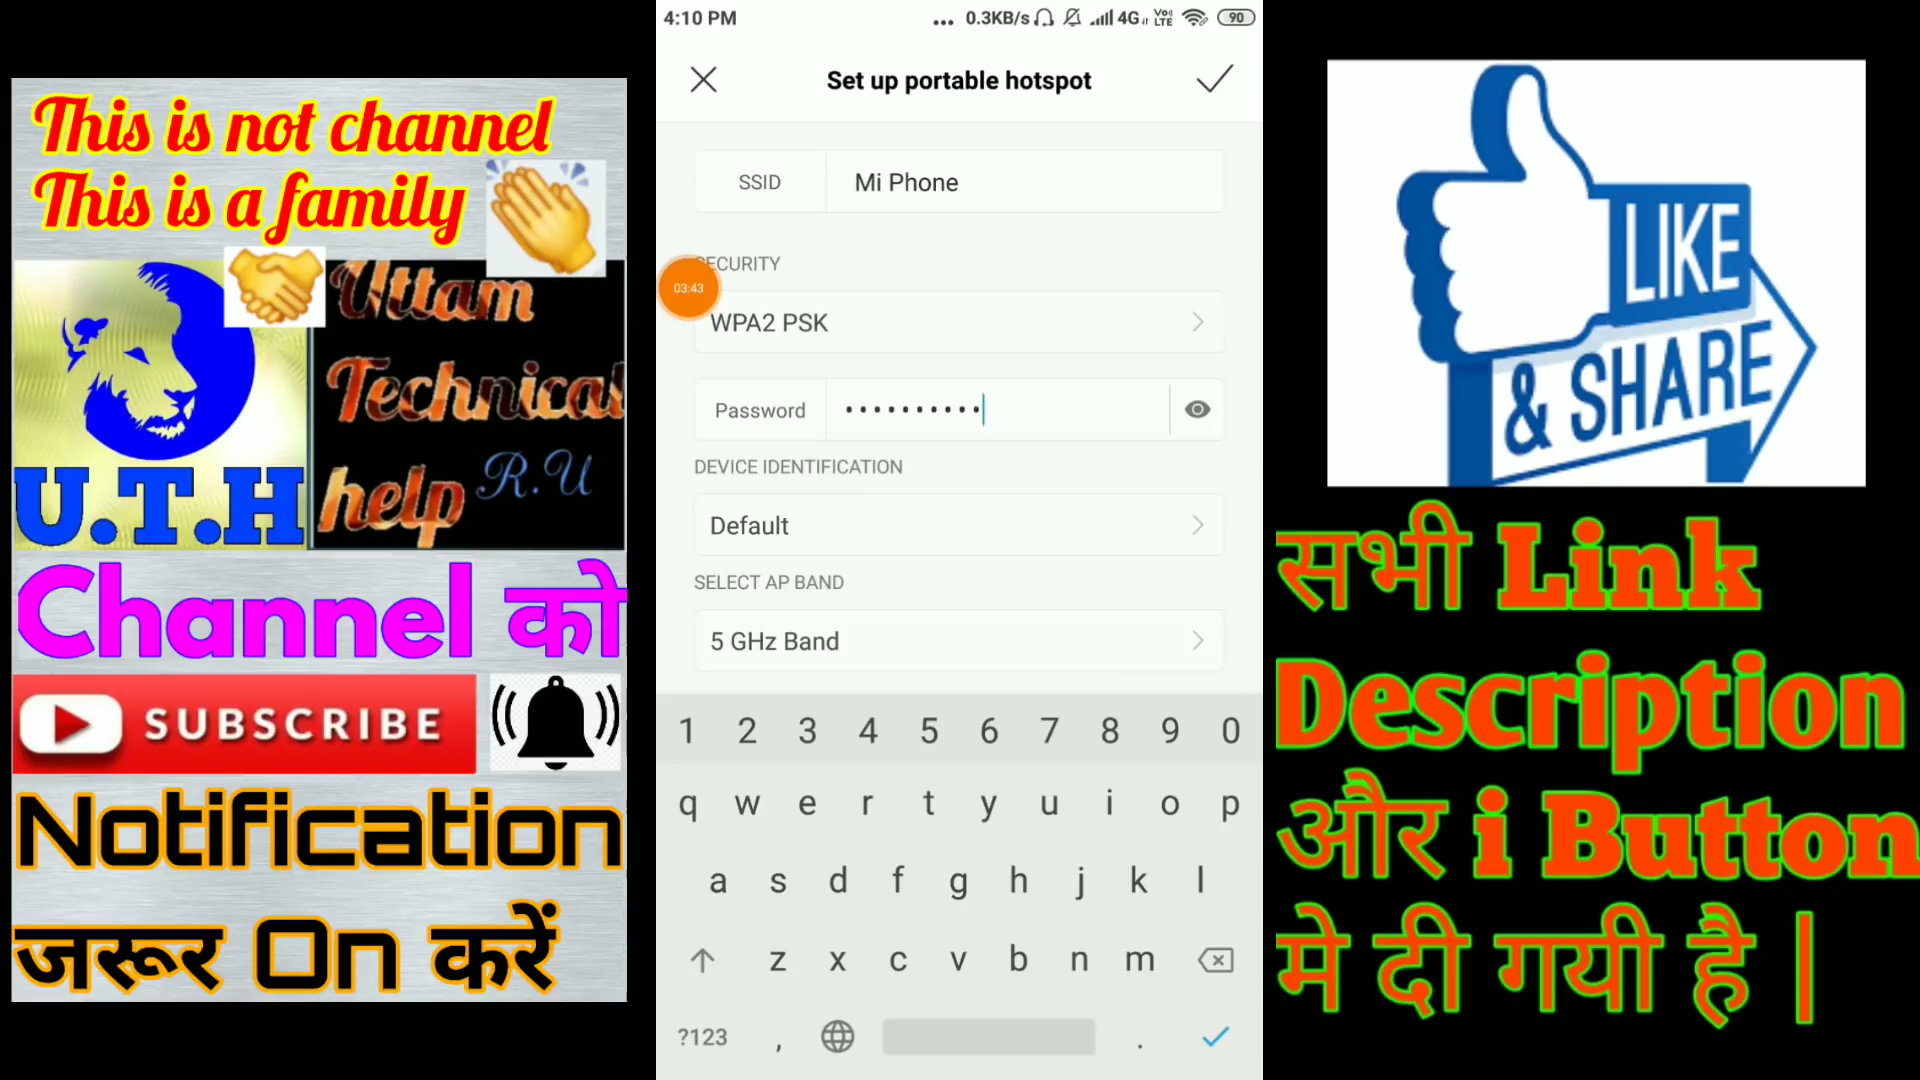 This is not channel
This is a family
Uttam
Technical
help R.U
U.T.H
Channel को
SUBSCRIBE
Notification
जरूर On करें
4:10 PM
... 0.3KB/s 4G Vo) LTE 90
Set up portable hotspot
SSID Mi Phone
ECURITY
03:43
WPA2 PSK
Password ••••••••••
DEVICE IDENTIFICATION
Default
SELECT AP BAND
5 GHz Band
1 2 3 4 5 6 7 8 9 0
q w e r t y u i o p
a s d f g h j k l
z x c v b n m
?123 , .
LIKE
& SHARE
सभी Link
Description
और i Button
मे दी गयी है |